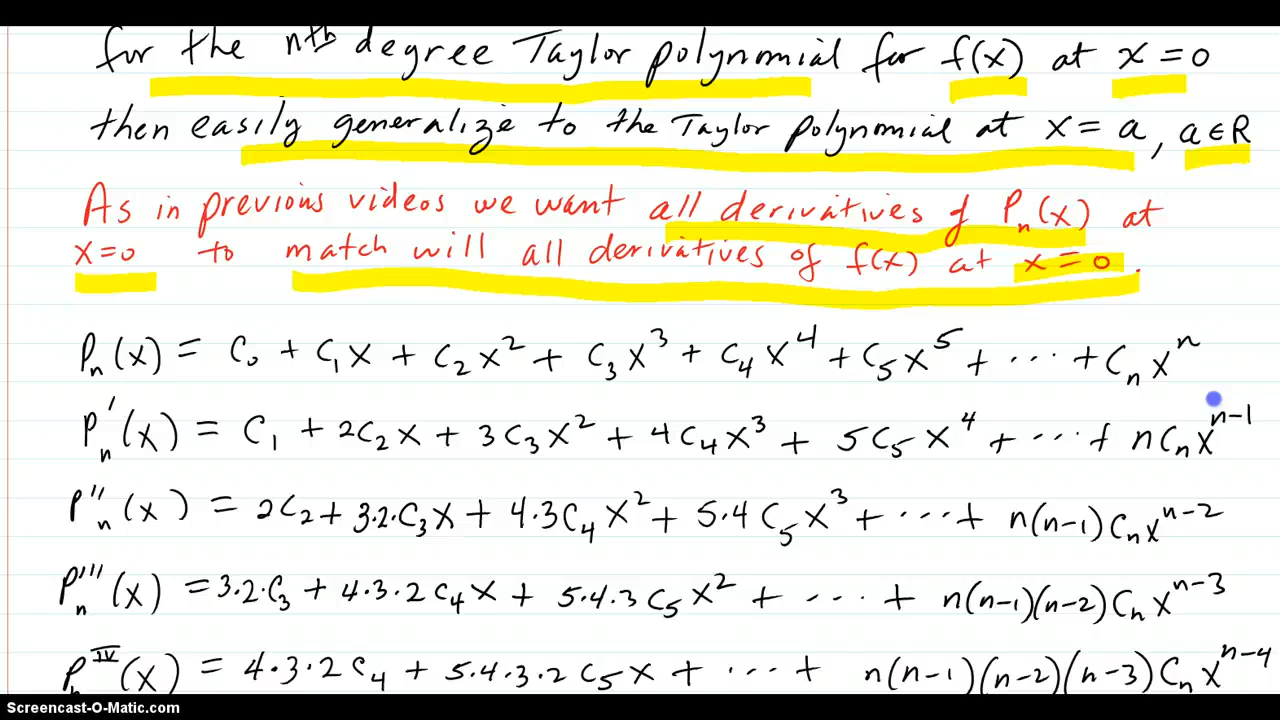 for the nth degree Taylor polynomial for f(x) at x = 0
then easily generalize to the Taylor polynomial at x = a, a∈R
As in previous videos we want all derivatives of Pₙ(x) at
x=0 to match will all derivatives of f(x) at x = 0.
Pₙ(x) = C₀ + C₁x + C₂x² + C₃x³ + C₄x⁴ + C₅x⁵ + ··· + Cₙxⁿ
Pₙ'(x) = C₁ + 2C₂x + 3C₃x² + 4C₄x³ + 5C₅x⁴ + ··· + nCₙxⁿ⁻¹
P''ₙ(x) = 2C₂ + 3·2·C₃x + 4·3C₄x² + 5·4C₅x³ + ··· + n(n-1)Cₙxⁿ⁻²
Pₙ'''(x) = 3·2·C₃ + 4·3·2C₄x + 5·4·3C₅x² + ··· + n(n-1)(n-2)Cₙxⁿ⁻³
Pₙᴵⱽ(x) = 4·3·2C₄ + 5·4·3·2C₅x + ··· + n(n-1)(n-2)(n-3)Cₙxⁿ⁻⁴
Screencast-O-Matic.com